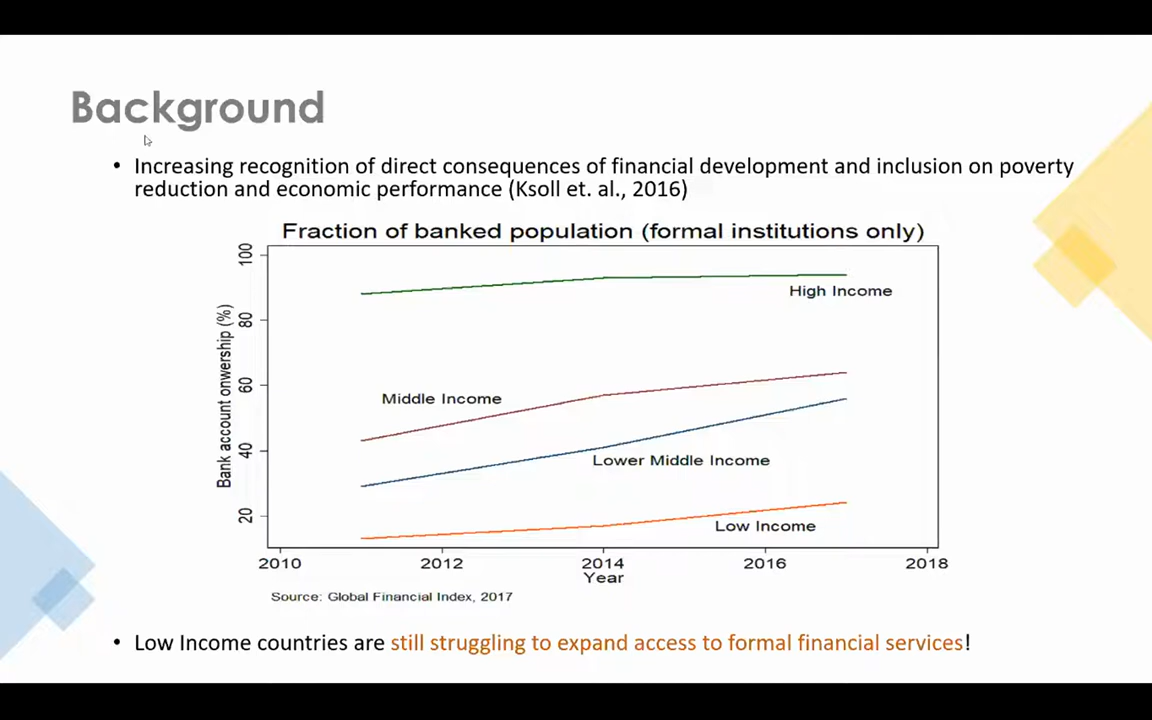 Background
• Increasing recognition of direct consequences of financial development and inclusion on poverty
reduction and economic performance (Ksoll et. al., 2016)
Fraction of banked population (formal institutions only)
Bank account onwership (%)
100
80
60
40
20
High Income
Middle Income
Lower Middle Income
Low Income
2010 2012 2014 2016 2018
Year
Source: Global Financial Index, 2017
• Low Income countries are still struggling to expand access to formal financial services!